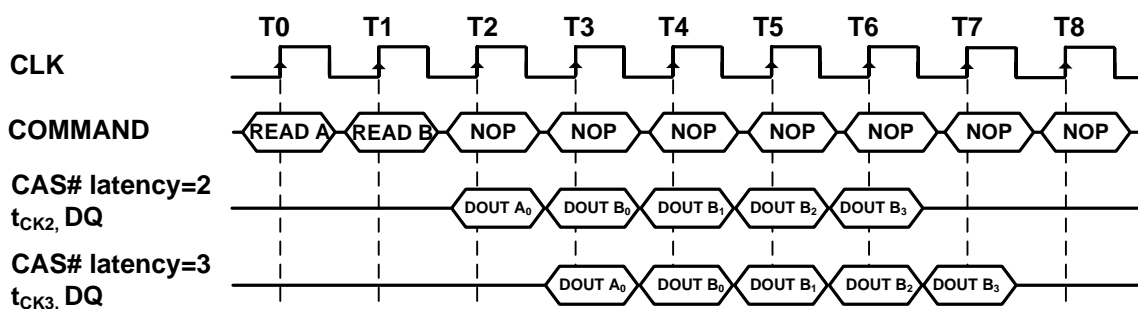 T0 T1 T2 T3 T4 T5 T6 T7 T8
CLK
COMMAND READ A READ B NOP NOP NOP NOP NOP NOP NOP
CAS# latency=2
tCK2, DQ DOUT A0 DOUT B0 DOUT B1 DOUT B2 DOUT B3
CAS# latency=3
tCK3, DQ DOUT A0 DOUT B0 DOUT B1 DOUT B2 DOUT B3